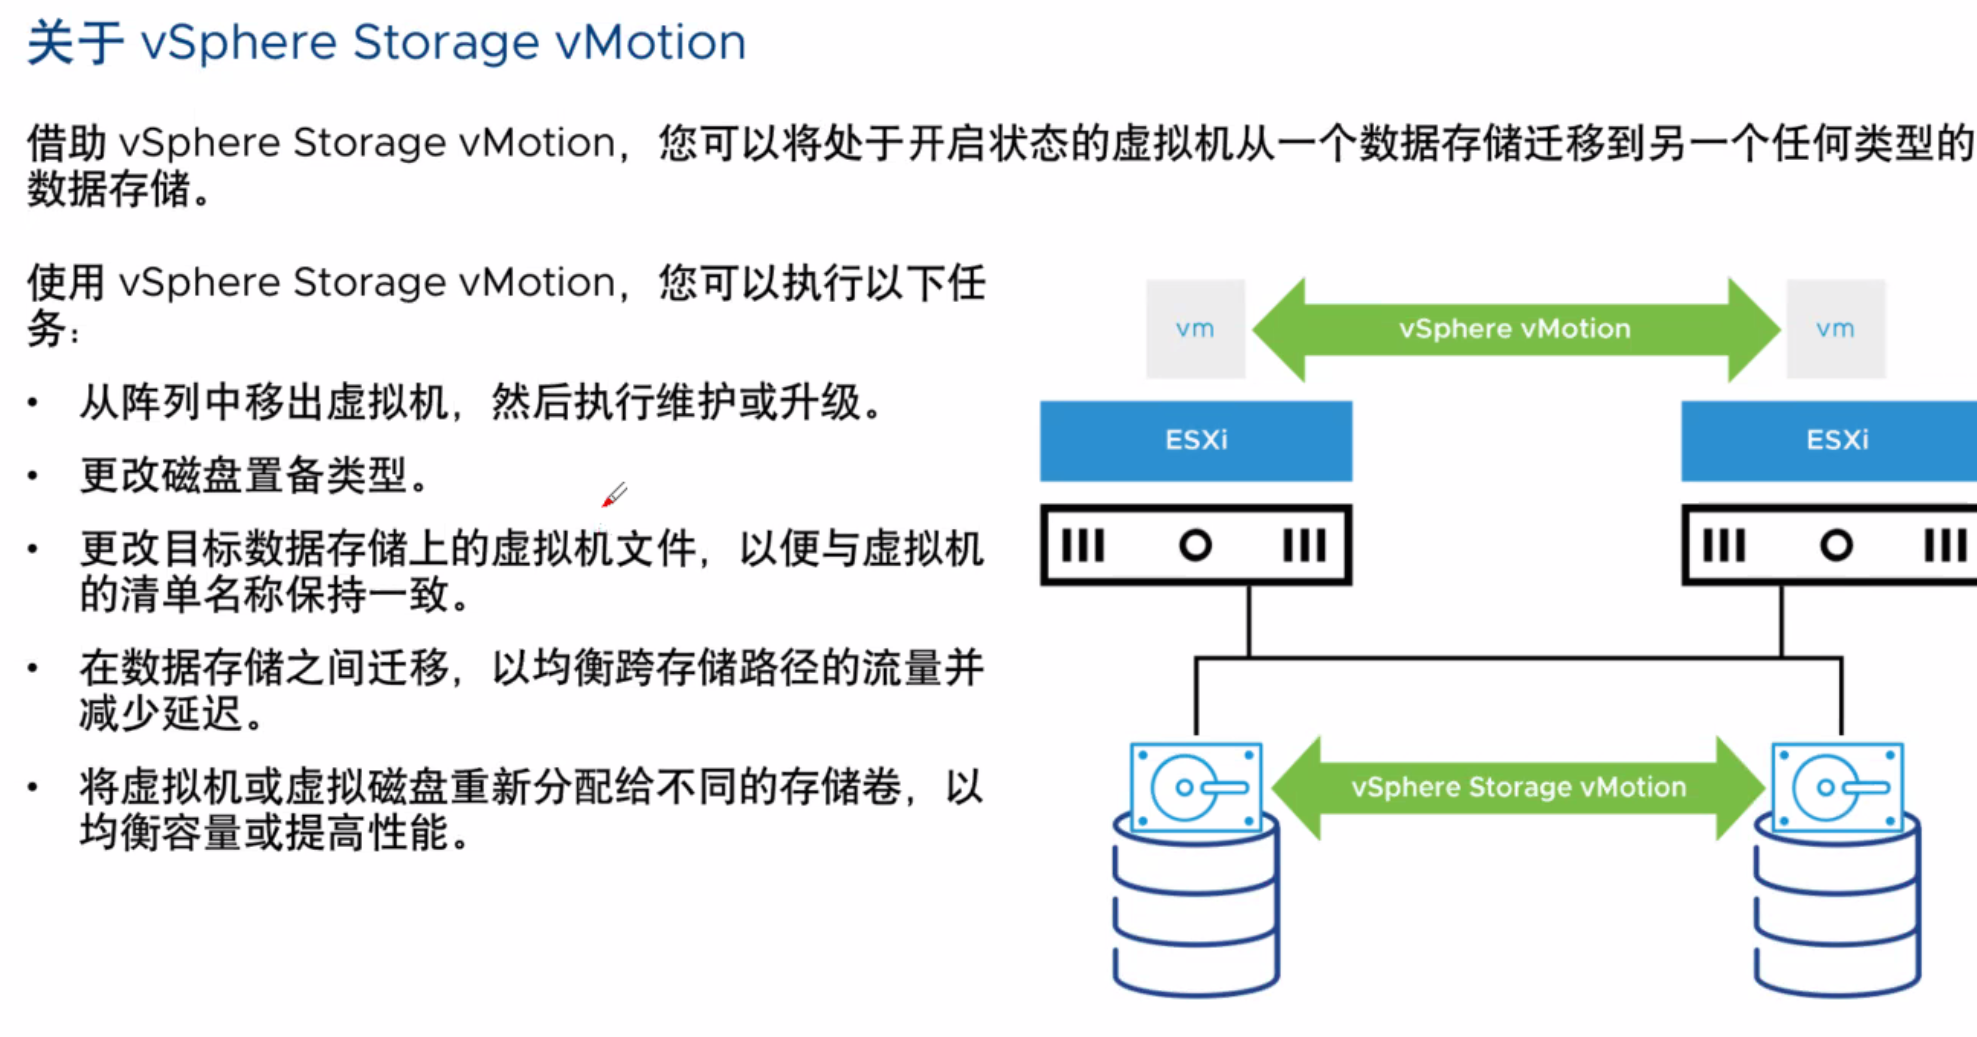 关于 vSphere Storage vMotion
借助 vSphere Storage vMotion，您可以将处于开启状态的虚拟机从一个数据存储迁移到另一个任何类型的
数据存储。
使用 vSphere Storage vMotion，您可以执行以下任
务：
• 从阵列中移出虚拟机，然后执行维护或升级。
• 更改磁盘置备类型。
• 更改目标数据存储上的虚拟机文件，以便与虚拟机
的清单名称保持一致。
• 在数据存储之间迁移，以均衡跨存储路径的流量并
减少延迟。
• 将虚拟机或虚拟磁盘重新分配给不同的存储卷，以
均衡容量或提高性能。
vm
vSphere vMotion
vm
ESXi
ESXi
vSphere Storage vMotion